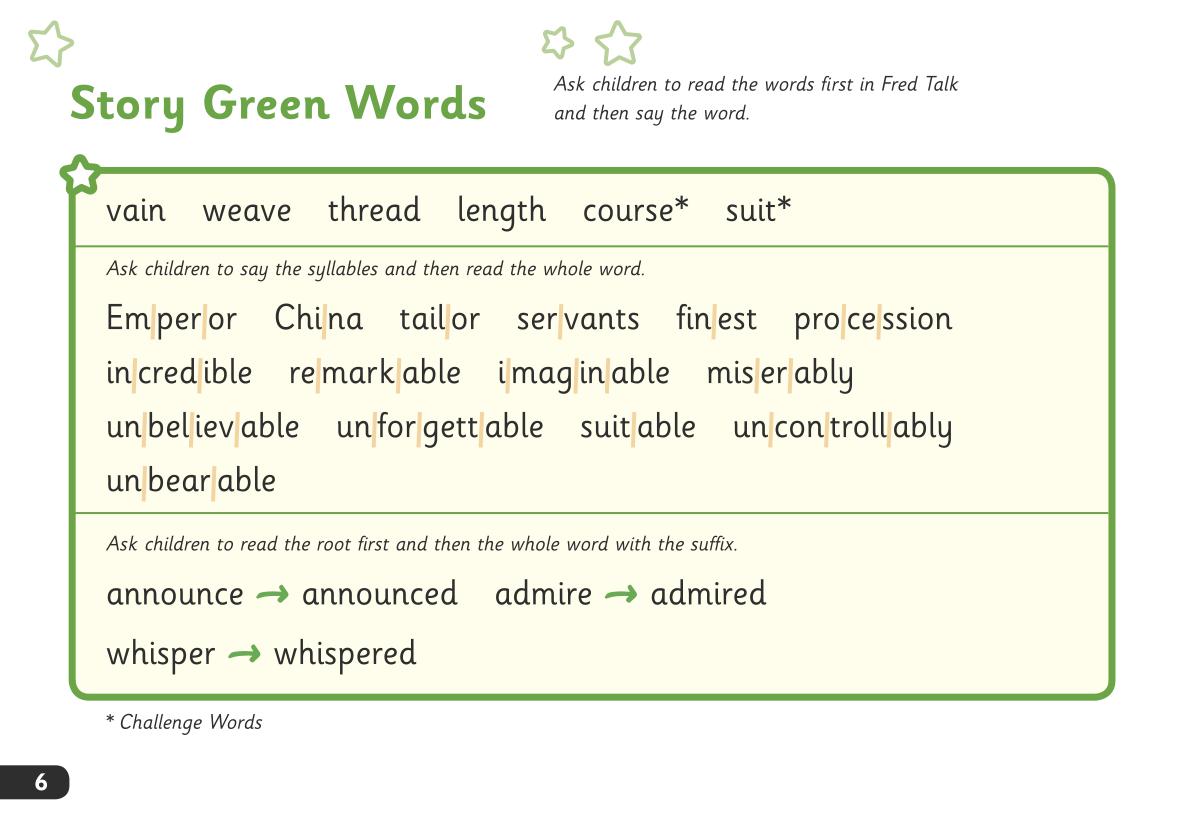 Story Green Words
Ask children to read the words first in Fred Talk
and then say the word.
vain weave thread length course* suit*
Ask children to say the syllables and then read the whole word.
Em|per|or Chi|na tail|or ser|vants fin|est pro|ce|ssion
in|cred|ible re|mark|able i|mag|in|able mis|er|ably
un|bel|iev|able un|for|gett|able suit|able un|con|troll|ably
un|bear|able
Ask children to read the root first and then the whole word with the suffix.
announce → announced admire → admired
whisper → whispered
* Challenge Words
6